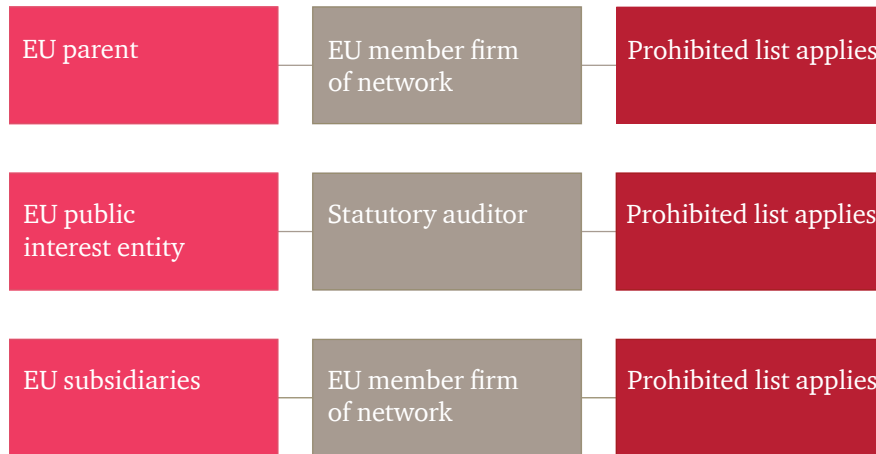 EU parent
EU member firm
of network
Prohibited list applies
EU public
interest entity
Statutory auditor
Prohibited list applies
EU subsidiaries
EU member firm
of network
Prohibited list applies